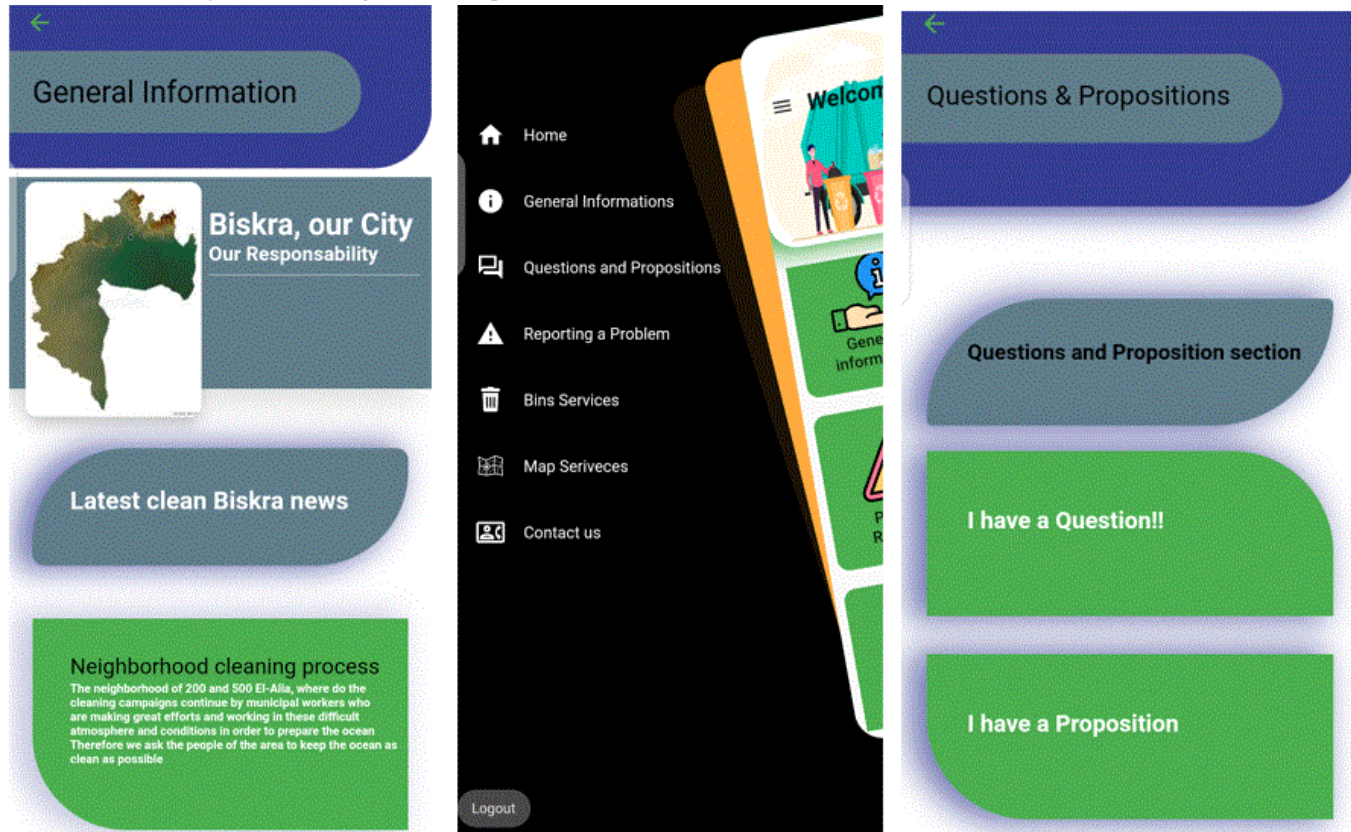 General Information
Biskra, our City
Our Responsability
Latest clean Biskra news
Neighborhood cleaning process
The neighborhood of 200 and 500 El-Alia, where do the
cleaning campaigns continue by municipal workers who
are making great efforts and working in these difficult
atmosphere and conditions in order to prepare the ocean
Therefore we ask the people of the area to keep the ocean as
clean as possible
Home
General Informations
Questions and Propositions
Reporting a Problem
Bins Services
Map Seriveces
Contact us
Logout
Welcom
Gene
inform
P
R
Questions & Propositions
Questions and Proposition section
I have a Question!!
I have a Proposition